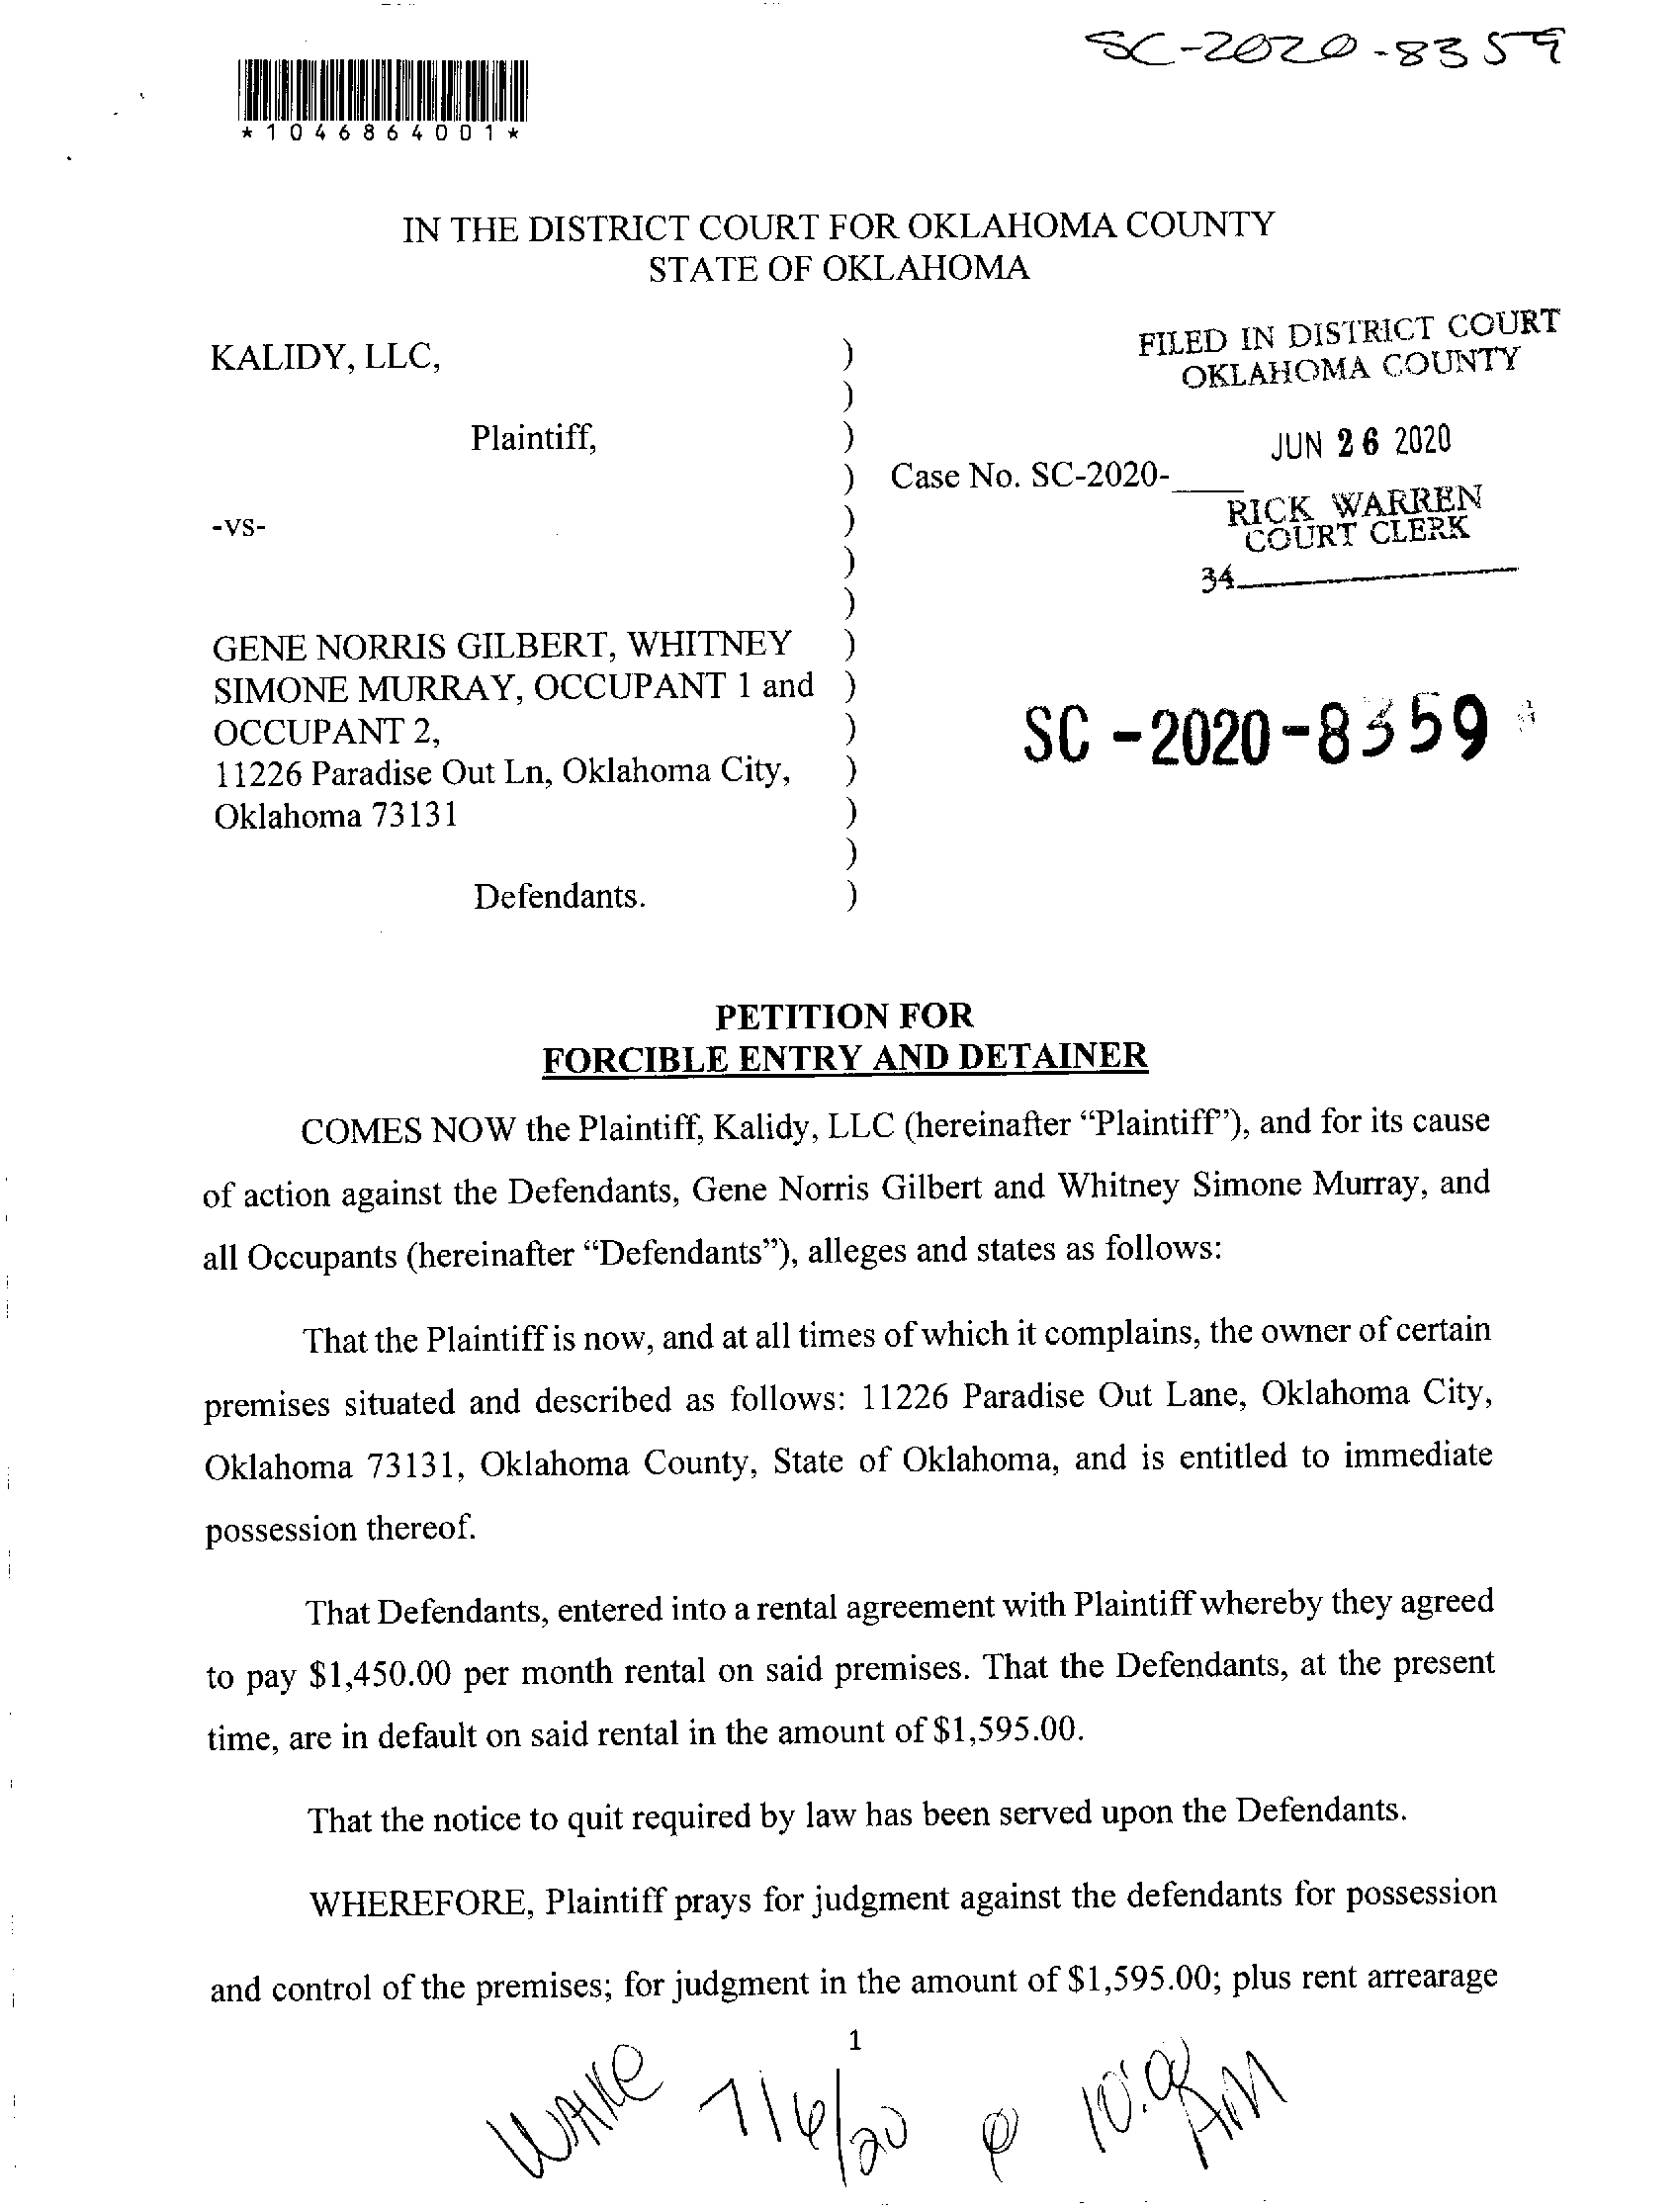 SC-2020-8359
*1046864001*
IN THE DISTRICT COURT FOR OKLAHOMA COUNTY
STATE OF OKLAHOMA
KALIDY, LLC, )
)
Plaintiff, )
) Case No. SC-2020-____
-vs- )
)
)
GENE NORRIS GILBERT, WHITNEY )
SIMONE MURRAY, OCCUPANT 1 and )
OCCUPANT 2, )
11226 Paradise Out Ln, Oklahoma City, )
Oklahoma 73131 )
)
Defendants. )
FILED IN DISTRICT COURT
OKLAHOMA COUNTY
JUN 26 2020
RICK WARREN
COURT CLERK
34
SC-2020-8359
PETITION FOR
FORCIBLE ENTRY AND DETAINER
COMES NOW the Plaintiff, Kalidy, LLC (hereinafter “Plaintiff”), and for its cause
of action against the Defendants, Gene Norris Gilbert and Whitney Simone Murray, and
all Occupants (hereinafter “Defendants”), alleges and states as follows:
That the Plaintiff is now, and at all times of which it complains, the owner of certain
premises situated and described as follows: 11226 Paradise Out Lane, Oklahoma City,
Oklahoma 73131, Oklahoma County, State of Oklahoma, and is entitled to immediate
possession thereof.
That Defendants, entered into a rental agreement with Plaintiff whereby they agreed
to pay $1,450.00 per month rental on said premises. That the Defendants, at the present
time, are in default on said rental in the amount of $1,595.00.
That the notice to quit required by law has been served upon the Defendants.
WHEREFORE, Plaintiff prays for judgment against the defendants for possession
and control of the premises; for judgment in the amount of $1,595.00; plus rent arrearage
1
@
AM